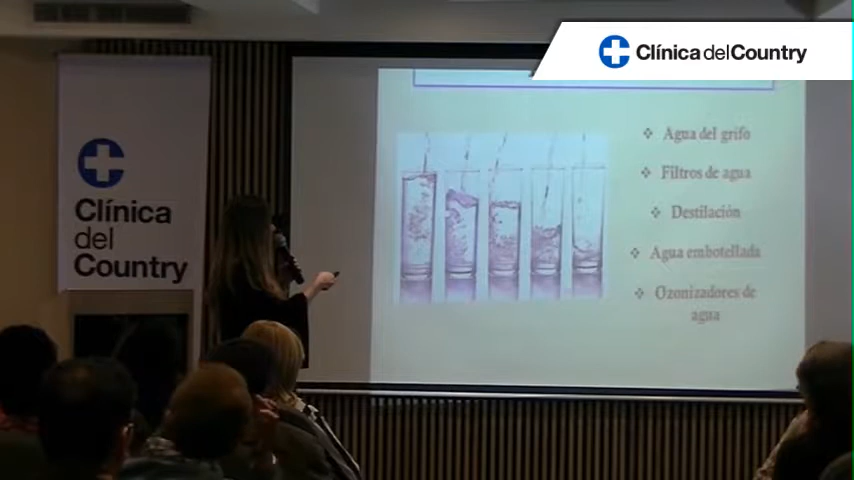 Clínica del Country
Clínica
del
Country
❖ Agua del grifo
❖ Filtros de agua
❖ Destilación
❖ Agua embotellada
❖ Ozonizadores de
agua